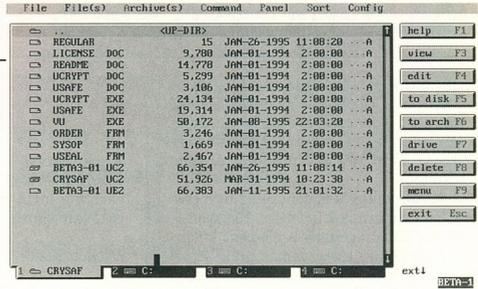 File File(s) Archive(s) Command Panel Sort Config
.. <UP-DIR>
REGULAR 15 JAN-26-1995 11:08:20 ···A
LICENSE DOC 9,780 JAN-01-1994 2:00:00 ···A
README DOC 14,778 JAN-01-1994 2:00:00 ···A
UCRYPT DOC 5,299 JAN-01-1994 2:00:00 ···A
USAFE DOC 3,106 JAN-01-1994 2:00:00 ···A
UCRYPT EXE 24,134 JAN-01-1994 2:00:00 ···A
USAFE EXE 19,314 JAN-01-1994 2:00:00 ···A
VU EXE 50,172 JAN-08-1995 22:03:20 ···A
ORDER FRM 3,246 JAN-01-1994 2:00:00 ···A
SYSOP FRM 1,669 JAN-01-1994 2:00:00 ···A
USEAL FRM 2,467 JAN-01-1994 2:00:00 ···A
BETA3-01 UC2 66,354 JAN-26-1995 11:08:14 ···A
CRYSAF UC2 51,926 MAR-31-1994 10:23:38 ···A
BETA3-01 UE2 66,383 JAN-11-1995 21:01:32 ···A
help F1
view F3
edit F4
to disk F5
to arch F6
drive F7
delete F8
menu F9
exit Esc
1 CRYSAF 2 C: 3 C: 4 C: ext↓
BETA-1